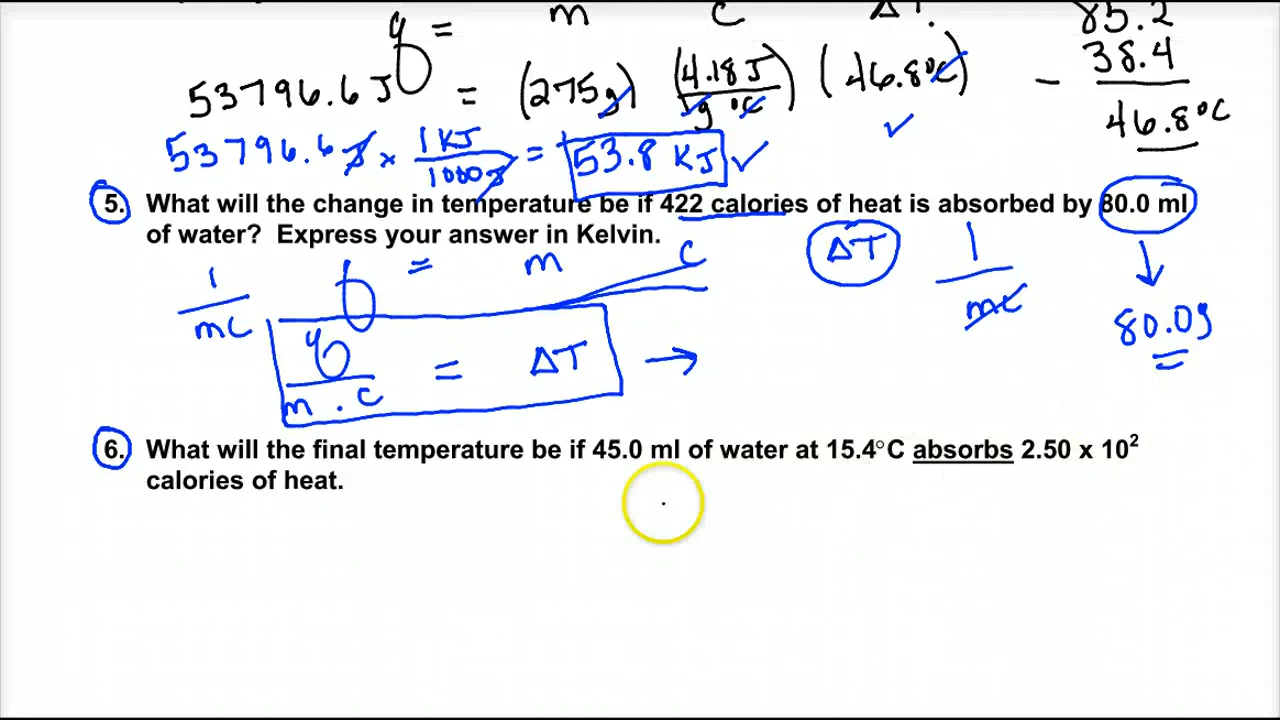 q = m c ΔT.
85.2
53796.6 J = (275g) (4.18J / 1g °C) (46.8°C)
- 38.4
46.8°C
53796.6 J × 1 KJ / 1000 J = 53.8 KJ ✓
✓
5. What will the change in temperature be if 422 calories of heat is absorbed by 80.0 ml
of water? Express your answer in Kelvin.
1 / mc q = m c ΔT 1 / mc
80.0g
q / m . c = ΔT →
6. What will the final temperature be if 45.0 ml of water at 15.4°C absorbs 2.50 x 10²
calories of heat.